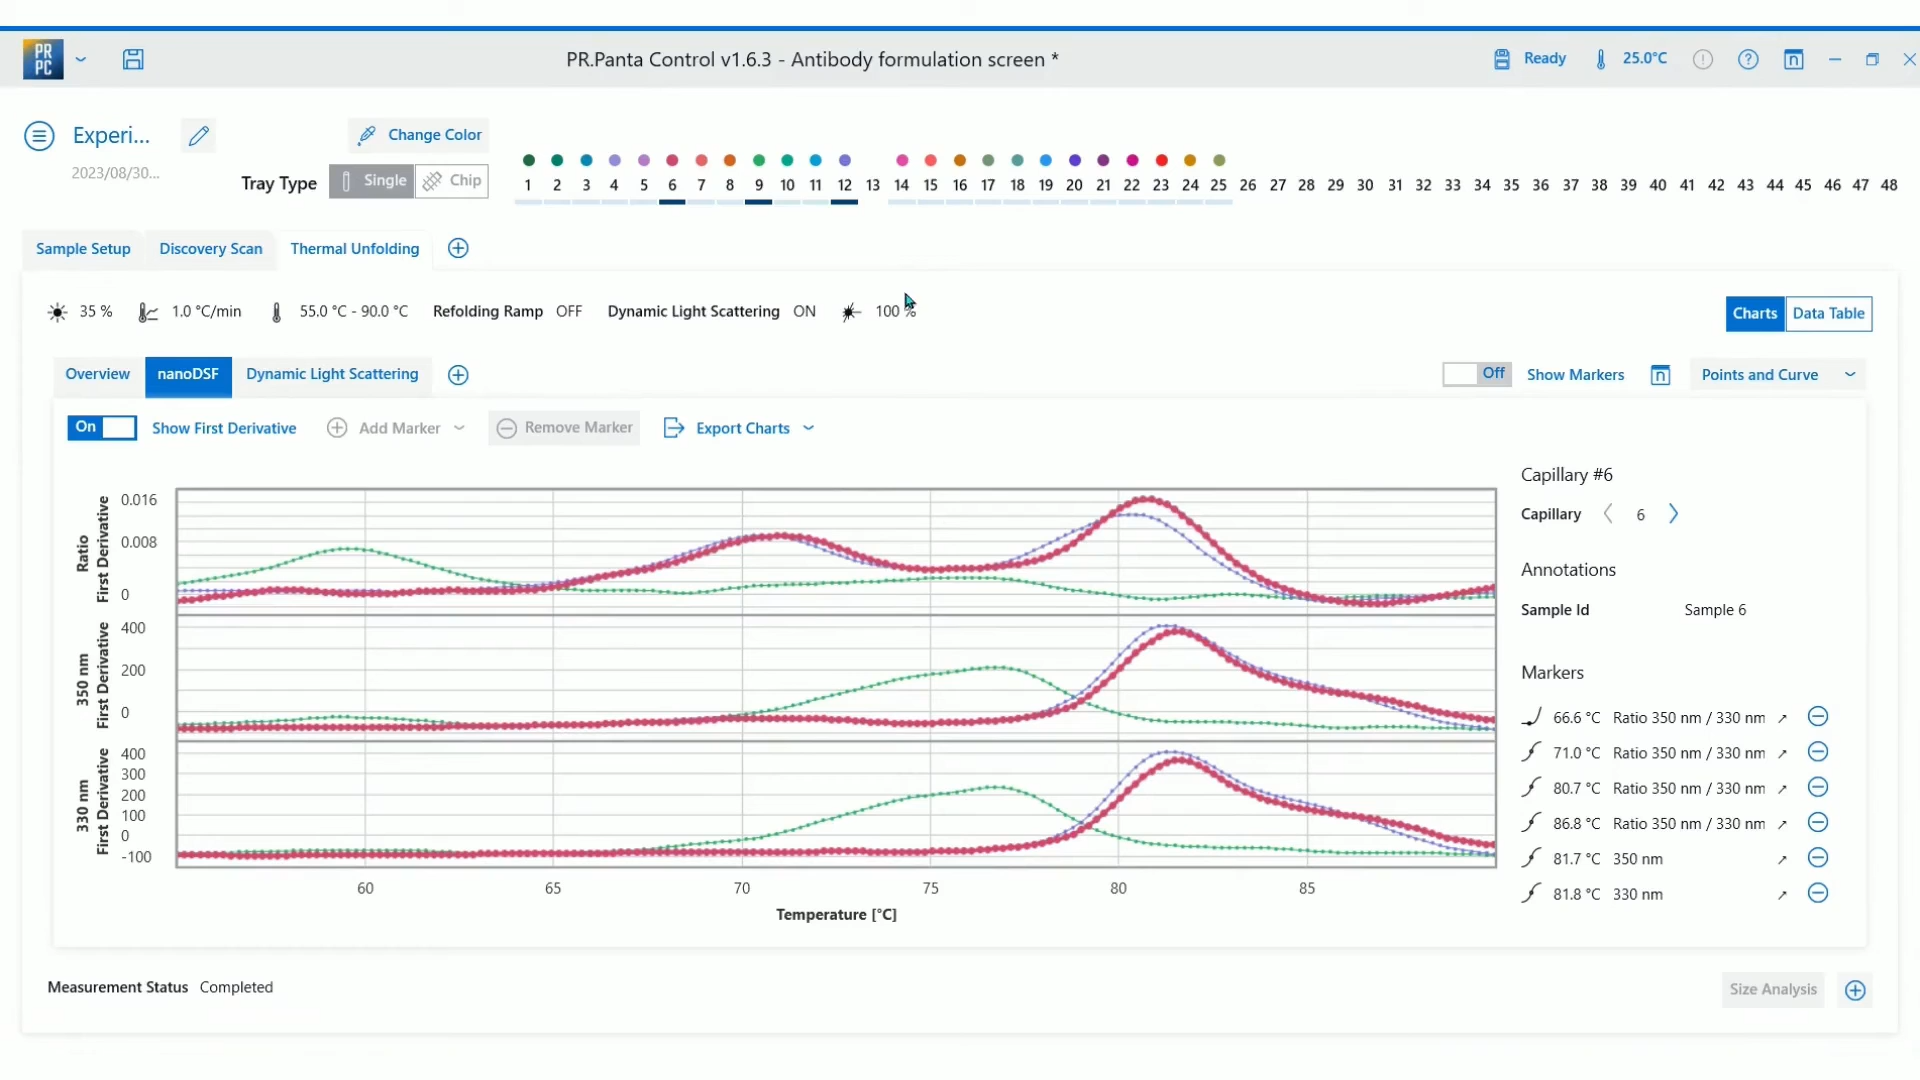 PR
PC
PR.Panta Control v1.6.3 - Antibody formulation screen *
Ready
25.0°C
Experi...
2023/08/30...
Change Color
Tray Type
Single
Chip
1 2 3 4 5 6 7 8 9 10 11 12 13 14 15 16 17 18 19 20 21 22 23 24 25 26 27 28 29 30 31 32 33 34 35 36 37 38 39 40 41 42 43 44 45 46 47 48
Sample Setup
Discovery Scan
Thermal Unfolding
35 %
1.0 °C/min
55.0 °C - 90.0 °C
Refolding Ramp OFF
Dynamic Light Scattering ON
100 %
Charts
Data Table
Overview
nanoDSF
Dynamic Light Scattering
Off
Show Markers
n
Points and Curve
On
Show First Derivative
Add Marker
Remove Marker
Export Charts
Ratio
First Derivative
0.016
0.008
0
350 nm
First Derivative
400
200
0
330 nm
First Derivative
400
300
200
100
0
-100
60 65 70 75 80 85
Temperature [°C]
Capillary #6
Capillary 6
Annotations
Sample Id Sample 6
Markers
66.6 °C Ratio 350 nm / 330 nm
71.0 °C Ratio 350 nm / 330 nm
80.7 °C Ratio 350 nm / 330 nm
86.8 °C Ratio 350 nm / 330 nm
81.7 °C 350 nm
81.8 °C 330 nm
Measurement Status Completed
Size Analysis